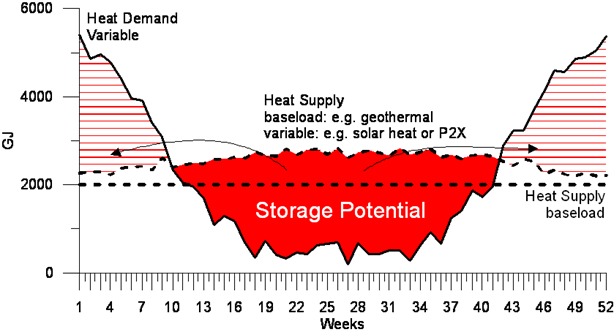 6000
Heat Demand
Variable
4000
Heat Supply
baseload: e.g. geothermal
variable: e.g. solar heat or P2X
GJ
2000
Storage Potential
Heat Supply
baseload
0
1 4 7 10 13 16 19 22 25 28 31 34 37 40 43 46 49 52
Weeks